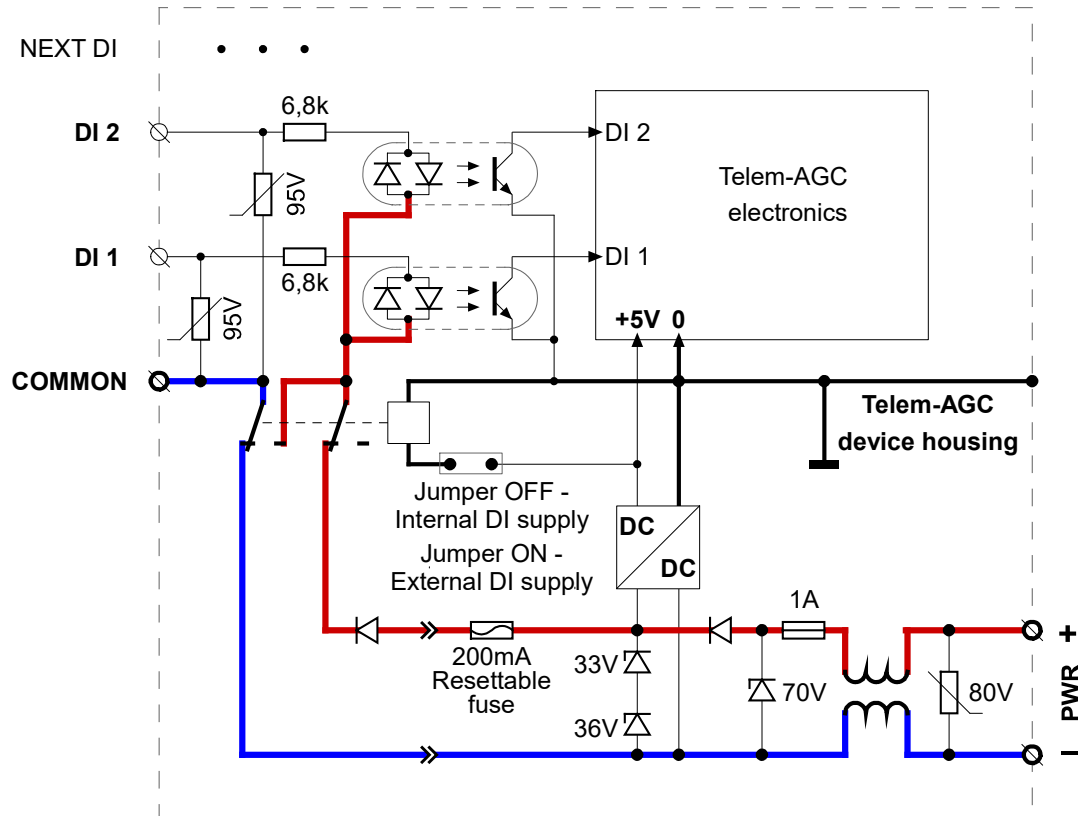 NEXT DI
DI 2
6,8k
95V
DI 2
Telem-AGC
electronics
DI 1
6,8k
95V
DI 1
+5V 0
COMMON
Telem-AGC
device housing
Jumper OFF -
Internal DI supply
Jumper ON -
External DI supply
DC
DC
1A
200mA
Resettable
fuse
33V
36V
70V
80V
+
PWR
–